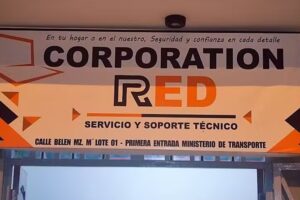 En tu hogar o en el nuestro, Seguridad y confianza en cada detalle
CORPORATION
RED
SERVICIO Y SOPORTE TÉCNICO
CALLE BELEN MZ. M´ LOTE 01 - PRIMERA ENTRADA MINISTERIO DE TRANSPORTE